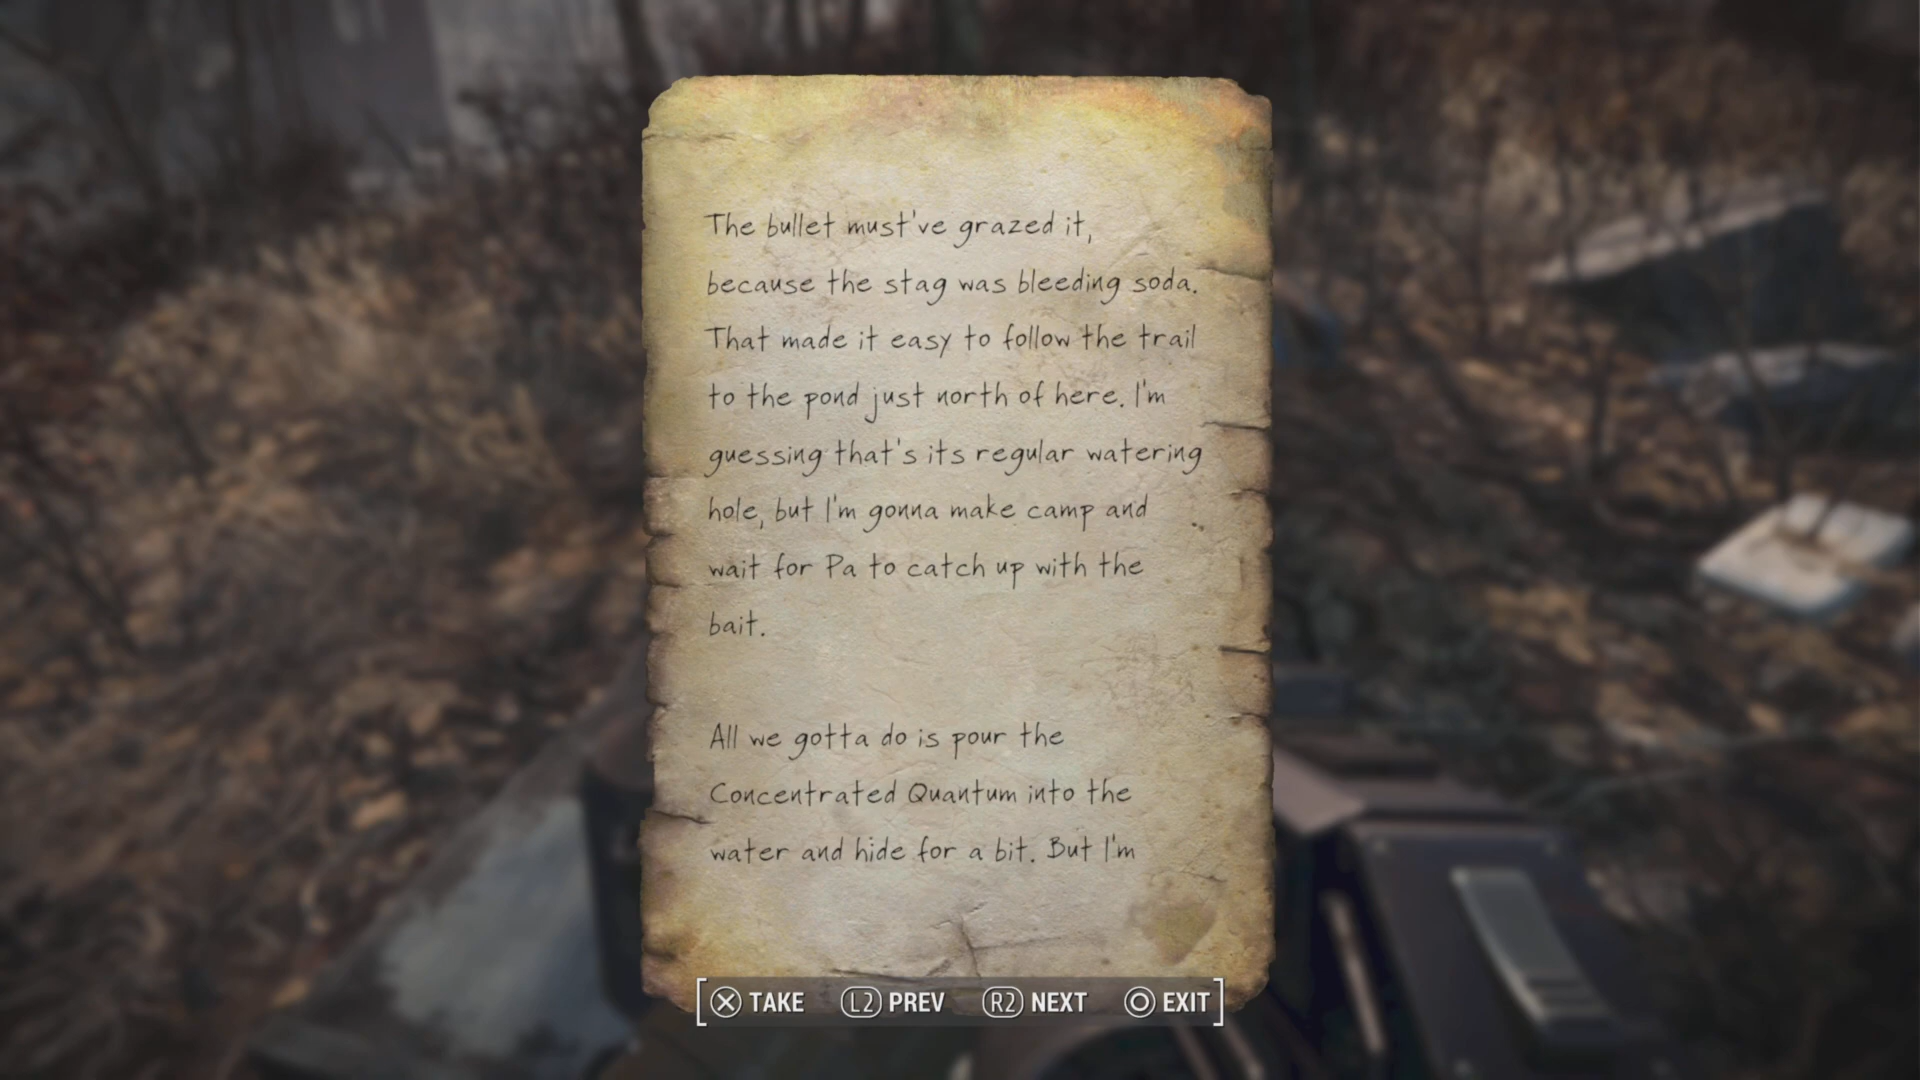 The bullet must've grazed it,
because the stag was bleeding soda.
That made it easy to follow the trail
to the pond just north of here. I'm
guessing that's its regular watering
hole, but I'm gonna make camp and
wait for Pa to catch up with the
bait.
All we gotta do is pour the
Concentrated Quantum into the
water and hide for a bit. But I'm
TAKE L2 PREV R2 NEXT EXIT